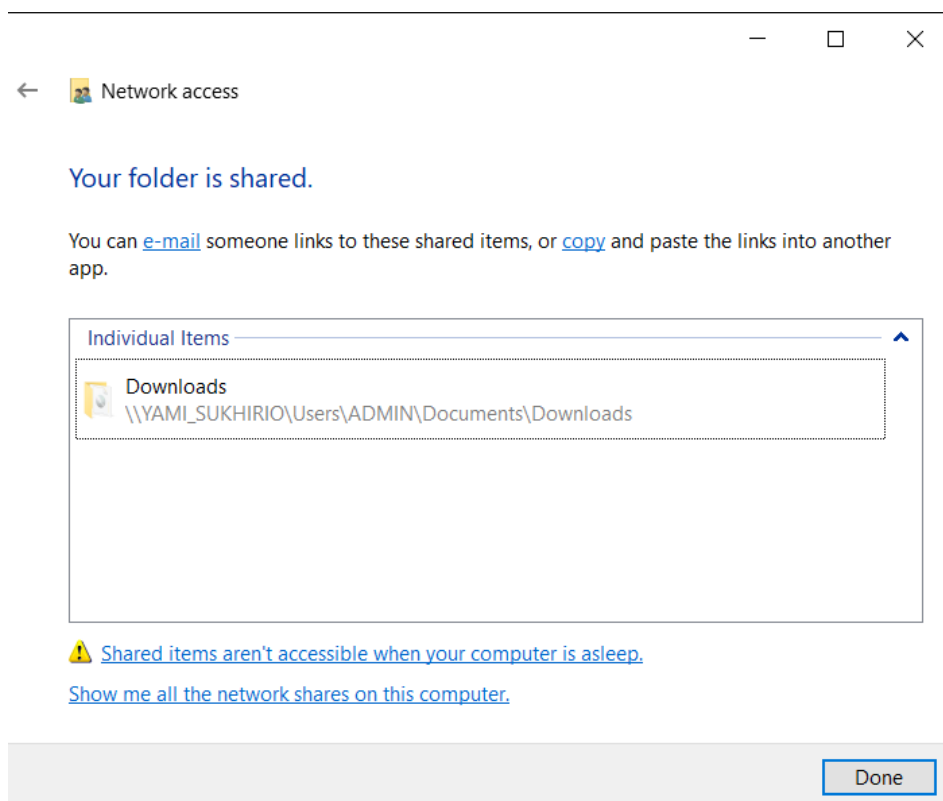 Network access
Your folder is shared.
You can e-mail someone links to these shared items, or copy and paste the links into another
app.
Individual Items
Downloads
\\YAMI_SUKHIRIO\Users\ADMIN\Documents\Downloads
Shared items aren't accessible when your computer is asleep.
Show me all the network shares on this computer.
Done